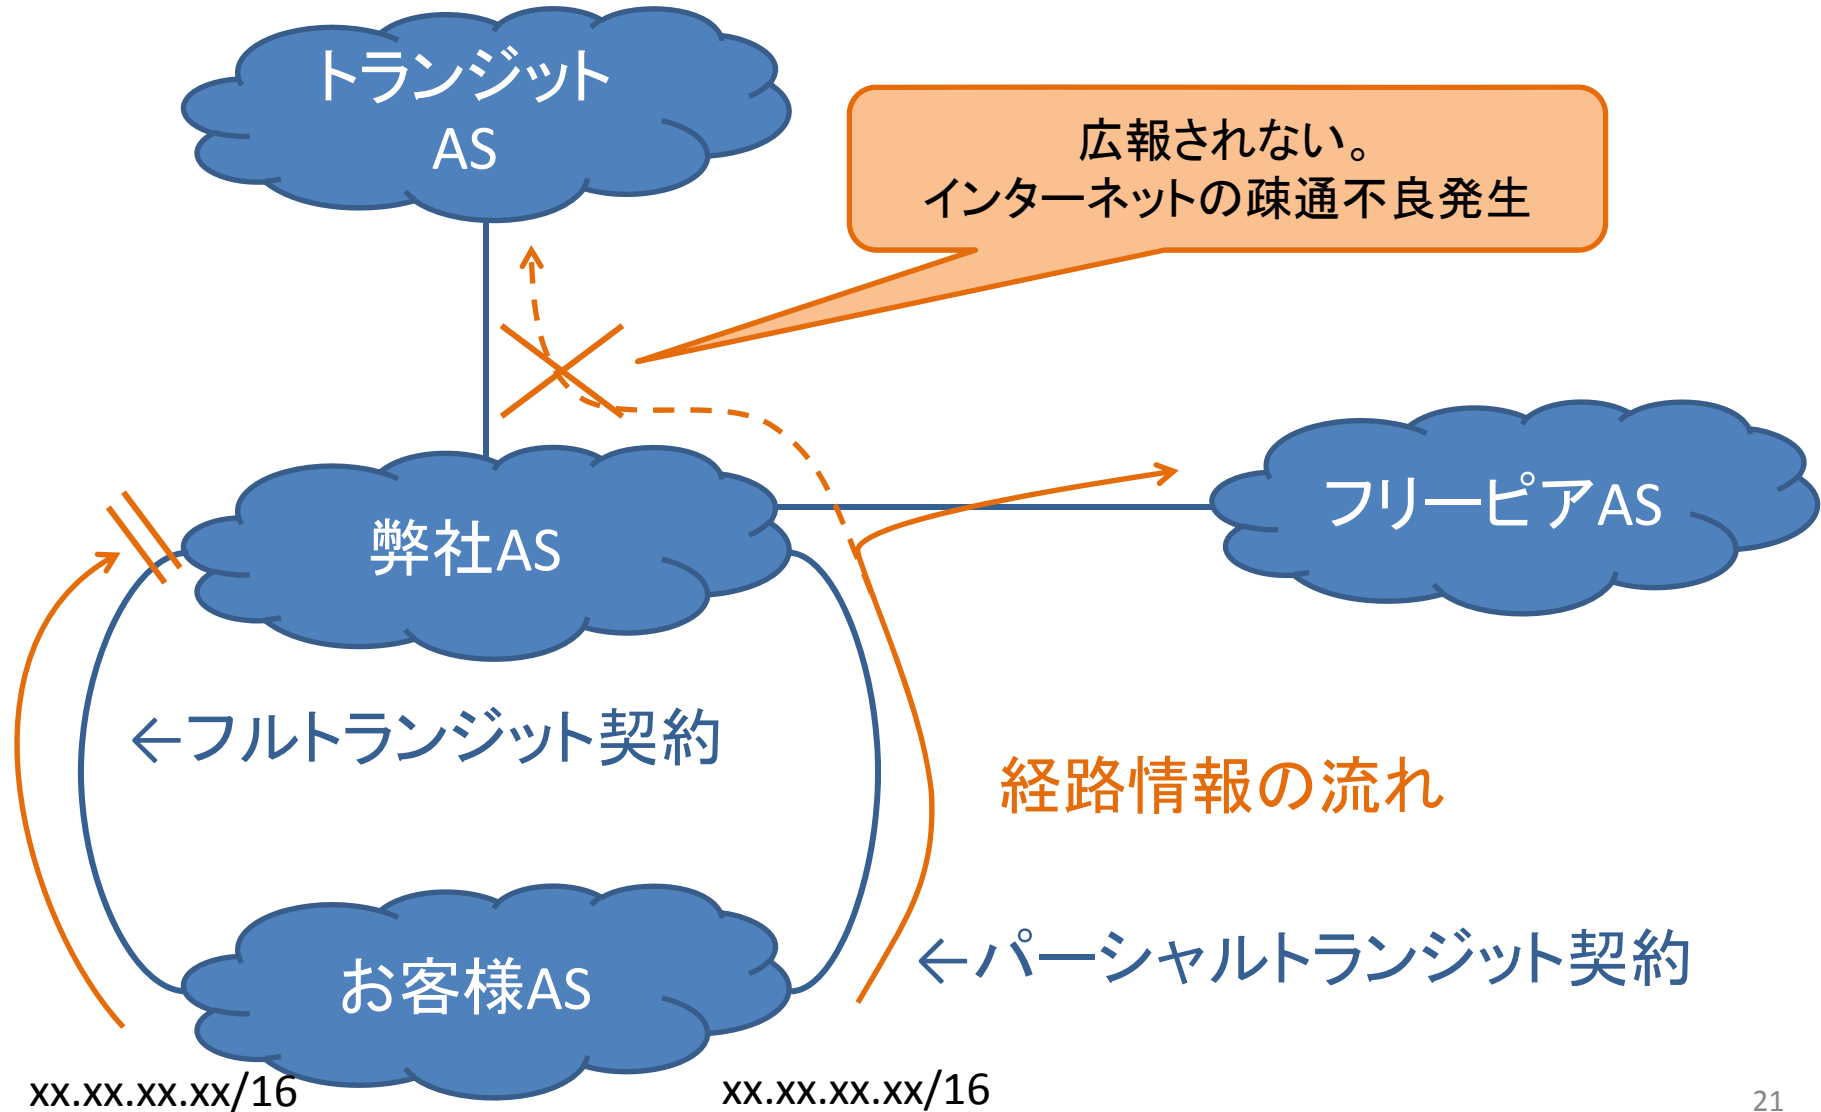 トランジット
AS
広報されない。
インターネットの疎通不良発生
フリーピアAS
弊社AS
←フルトランジット契約
経路情報の流れ
←パーシャルトランジット契約
お客様AS
xx.xx.xx.xx/16
xx.xx.xx.xx/16
21